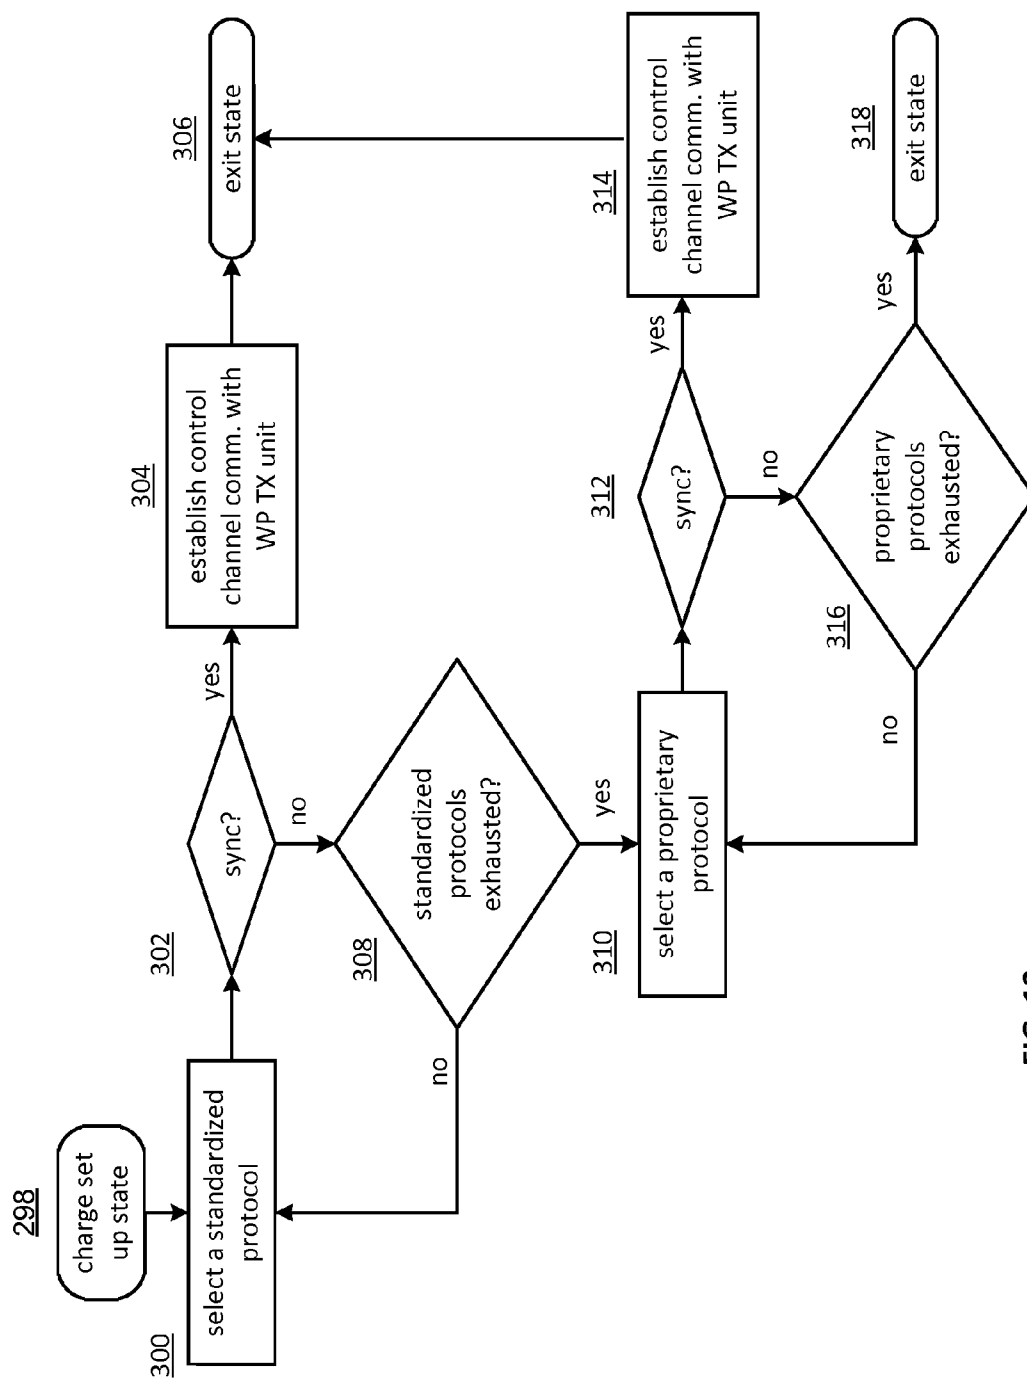 298
charge set
up state
300
select a standardized
protocol
302
sync?
yes
no
304
establish control
channel comm. with
WP TX unit
306
exit state
308
standardized
protocols
exhausted?
no
yes
310
select a proprietary
protocol
312
sync?
yes
no
314
establish control
channel comm. with
WP TX unit
316
proprietary
protocols
exhausted?
no
yes
318
exit state